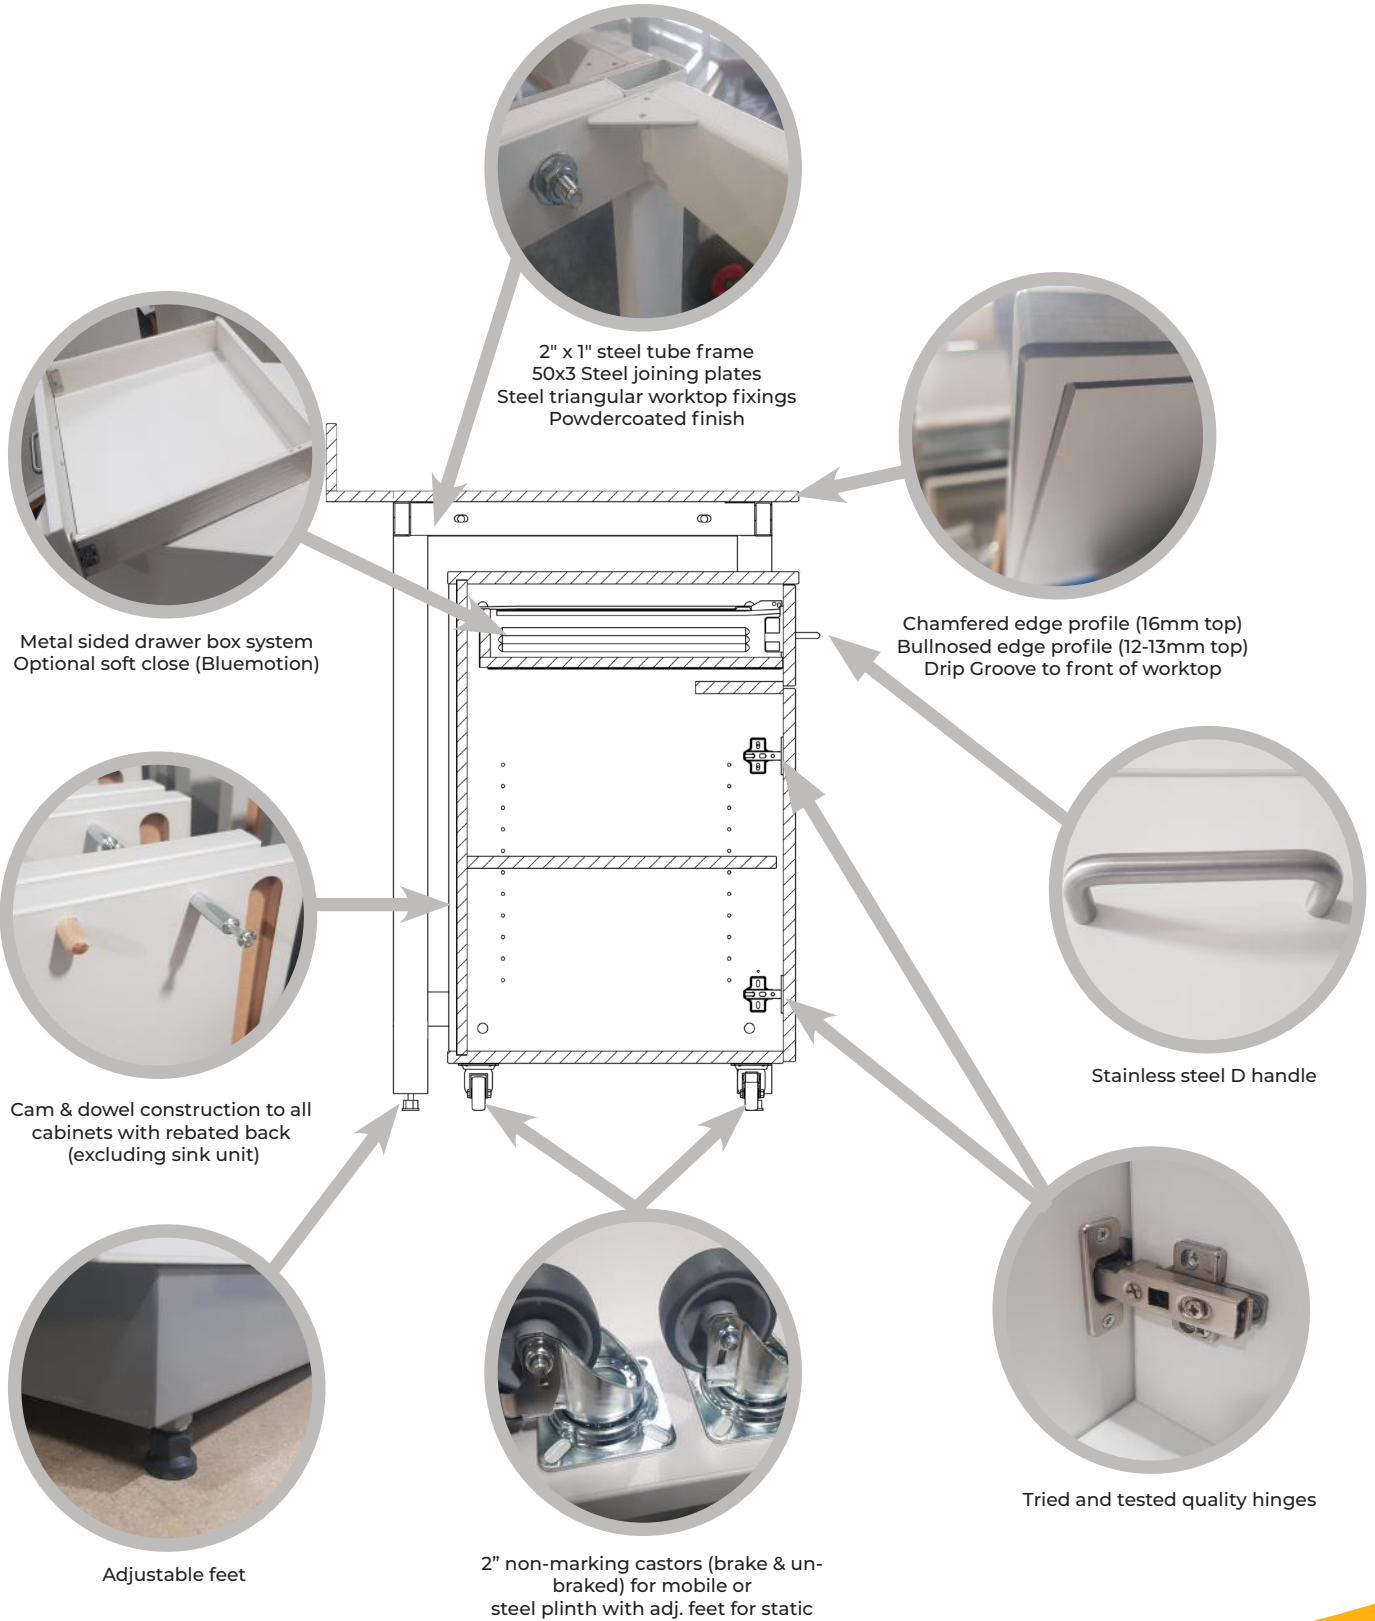 2" x 1" steel tube frame
50x3 Steel joining plates
Steel triangular worktop fixings
Powdercoated finish
Metal sided drawer box system
Optional soft close (Bluemotion)
Chamfered edge profile (16mm top)
Bullnosed edge profile (12-13mm top)
Drip Groove to front of worktop
Cam & dowel construction to all
cabinets with rebated back
(excluding sink unit)
Stainless steel D handle
Adjustable feet
2” non-marking castors (brake & un-
braked) for mobile or
steel plinth with adj. feet for static
Tried and tested quality hinges